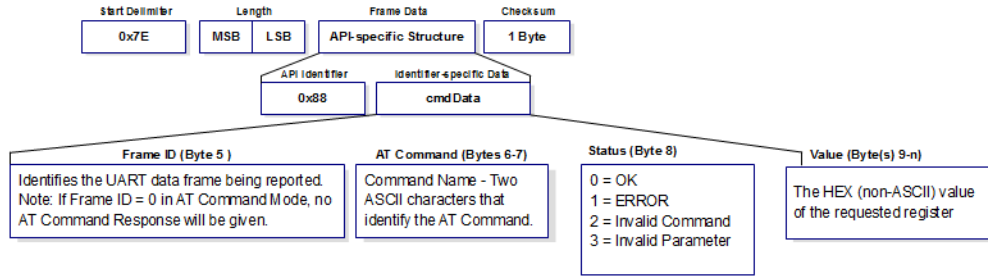 Start Delimiter
Length
Frame Data
Checksum
0x7E
MSB
LSB
API-specific Structure
1 Byte
API Identifier
Identifier-specific Data
0x88
cmdData
Frame ID (Byte 5 )
Identifies the UART data frame being reported.
Note: If Frame ID = 0 in AT Command Mode, no
AT Command Response will be given.
AT Command (Bytes 6-7)
Command Name - Two
ASCII characters that
identify the AT Command.
Status (Byte 8)
0 = OK
1 = ERROR
2 = Invalid Command
3 = Invalid Parameter
Value (Byte(s) 9-n)
The HEX (non-ASCII) value
of the requested register